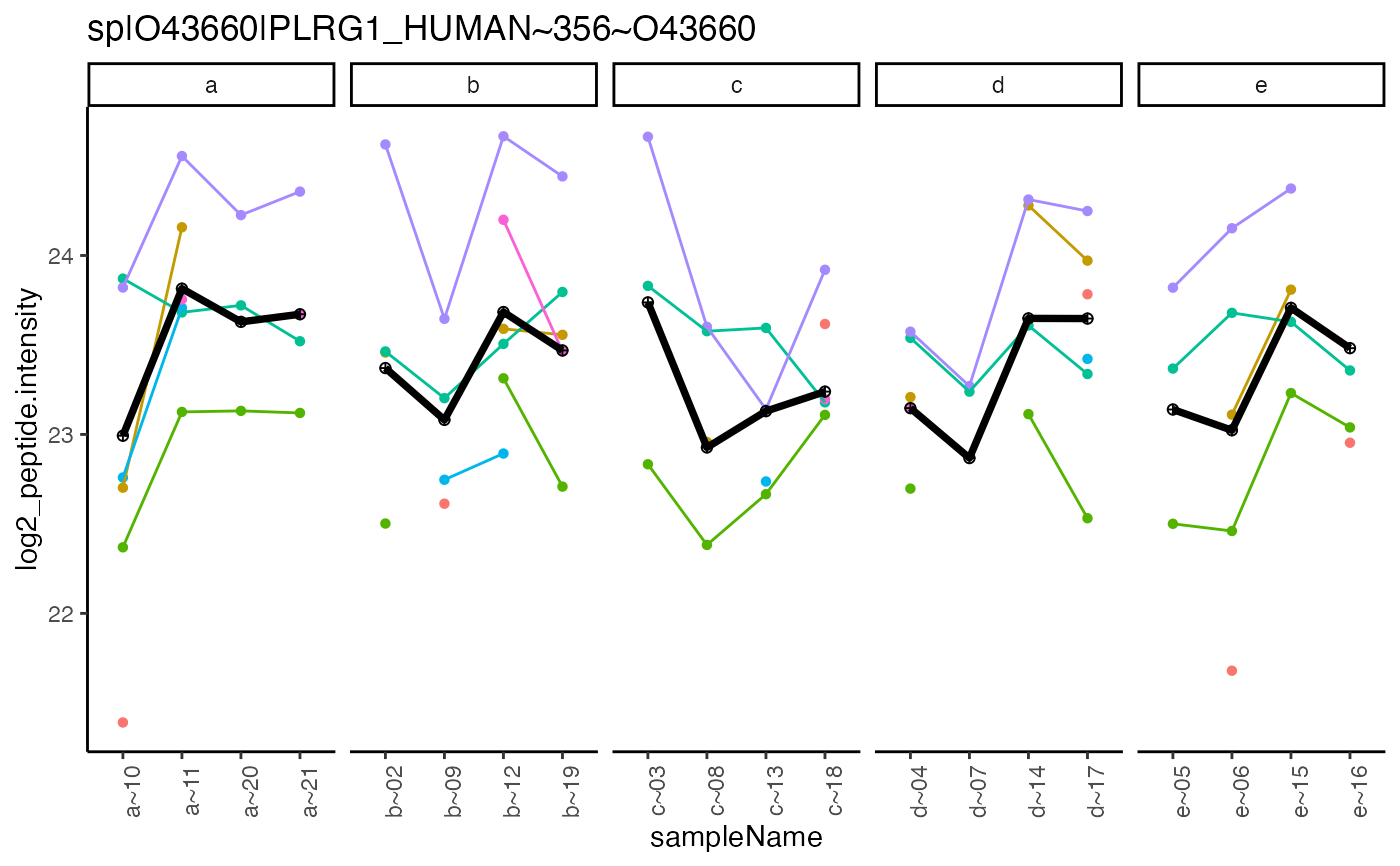 sp|O43660|PLRG1_HUMAN~356~O43660
a
b
c
d
e
log2_peptide.intensity
24
23
22
a~10
a~11
a~20
a~21
b~02
b~09
b~12
b~19
c~03
c~08
c~13
c~18
d~04
d~07
d~14
d~17
e~05
e~06
e~15
e~16
sampleName